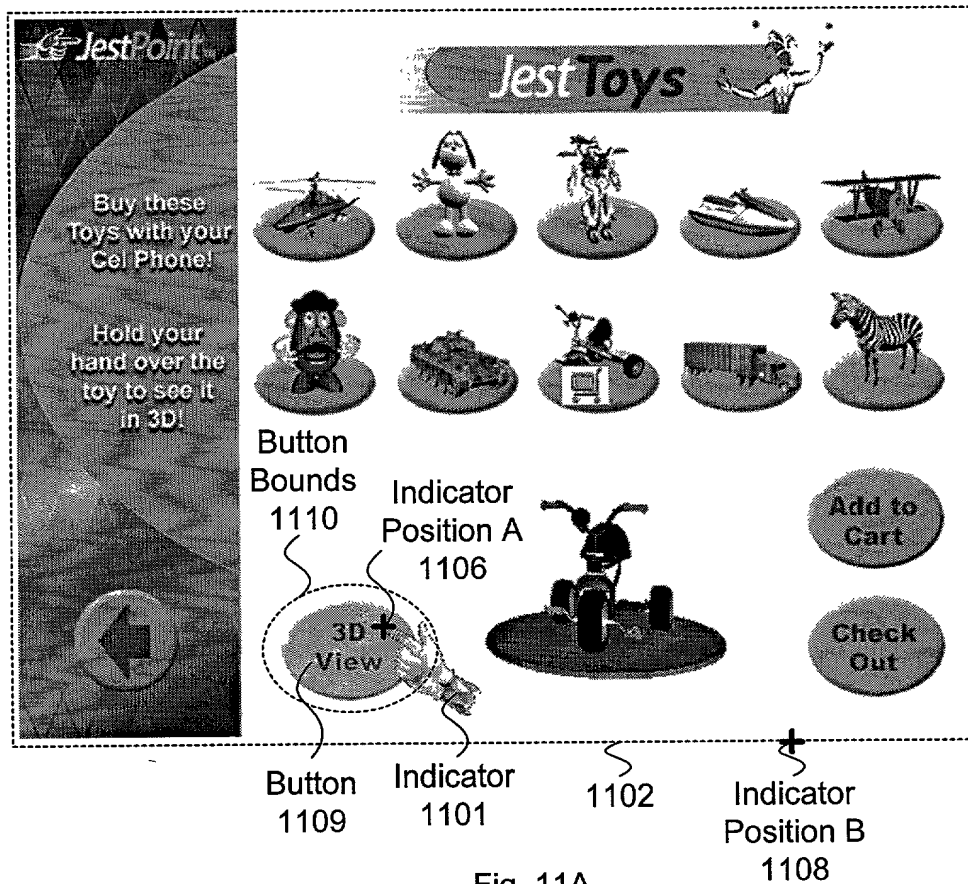 JestPoint
JestToys
Buy these
Toys with your
Cel Phone!
Hold your
hand over the
toy to see it
in 3D!
Button
Bounds
1110
Indicator
Position A
1106
3D
View
Add to
Cart
Check
Out
Button
1109
Indicator
1101
1102
Indicator
Position B
1108
Fig. 11A